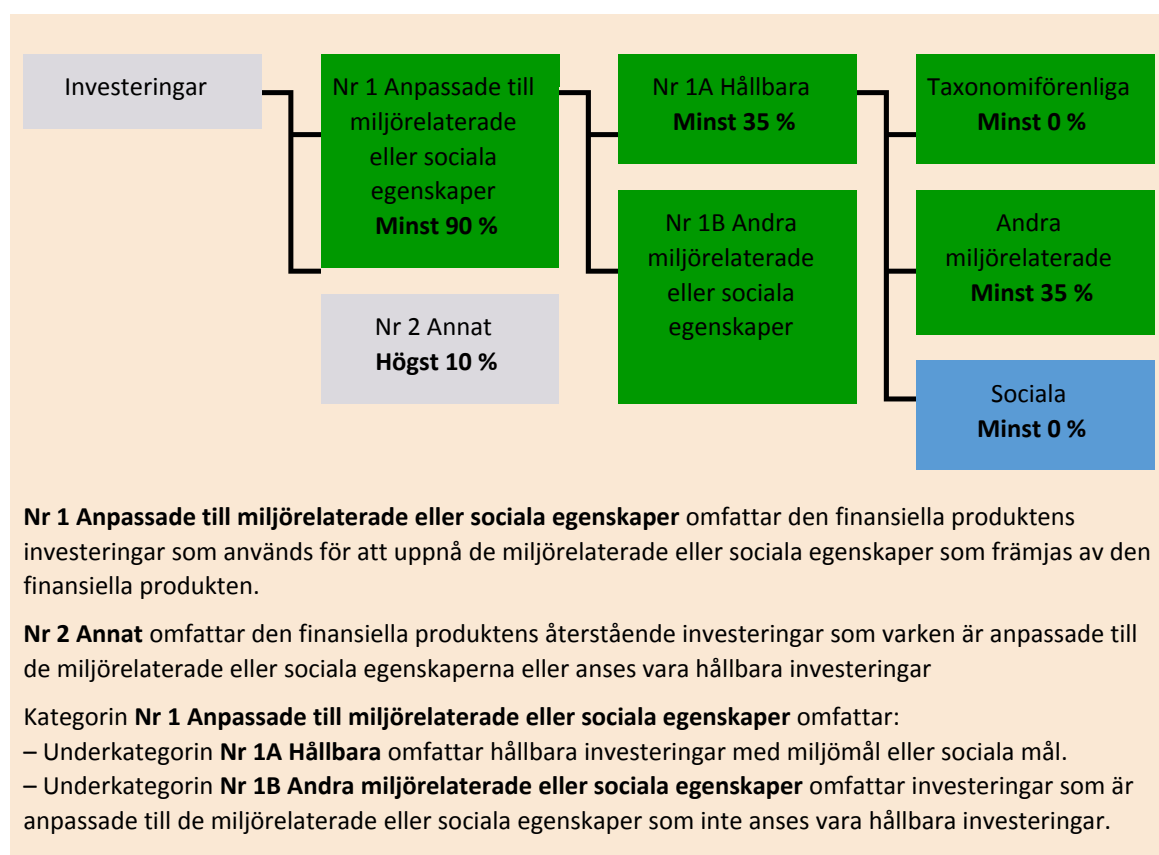 Investeringar
Nr 1 Anpassade till
miljörelaterade
eller sociala
egenskaper
Minst 90 %
Nr 2 Annat
Högst 10 %
Nr 1A Hållbara
Minst 35 %
Nr 1B Andra
miljörelaterade
eller sociala
egenskaper
Taxonomiförenliga
Minst 0 %
Andra
miljörelaterade
Minst 35 %
Sociala
Minst 0 %
Nr 1 Anpassade till miljörelaterade eller sociala egenskaper omfattar den finansiella produktens
investeringar som används för att uppnå de miljörelaterade eller sociala egenskaper som främjas av den
finansiella produkten.
Nr 2 Annat omfattar den finansiella produktens återstående investeringar som varken är anpassade till
de miljörelaterade eller sociala egenskaperna eller anses vara hållbara investeringar
Kategorin Nr 1 Anpassade till miljörelaterade eller sociala egenskaper omfattar:
– Underkategorin Nr 1A Hållbara omfattar hållbara investeringar med miljömål eller sociala mål.
– Underkategorin Nr 1B Andra miljörelaterade eller sociala egenskaper omfattar investeringar som är
anpassade till de miljörelaterade eller sociala egenskaper som inte anses vara hållbara investeringar.